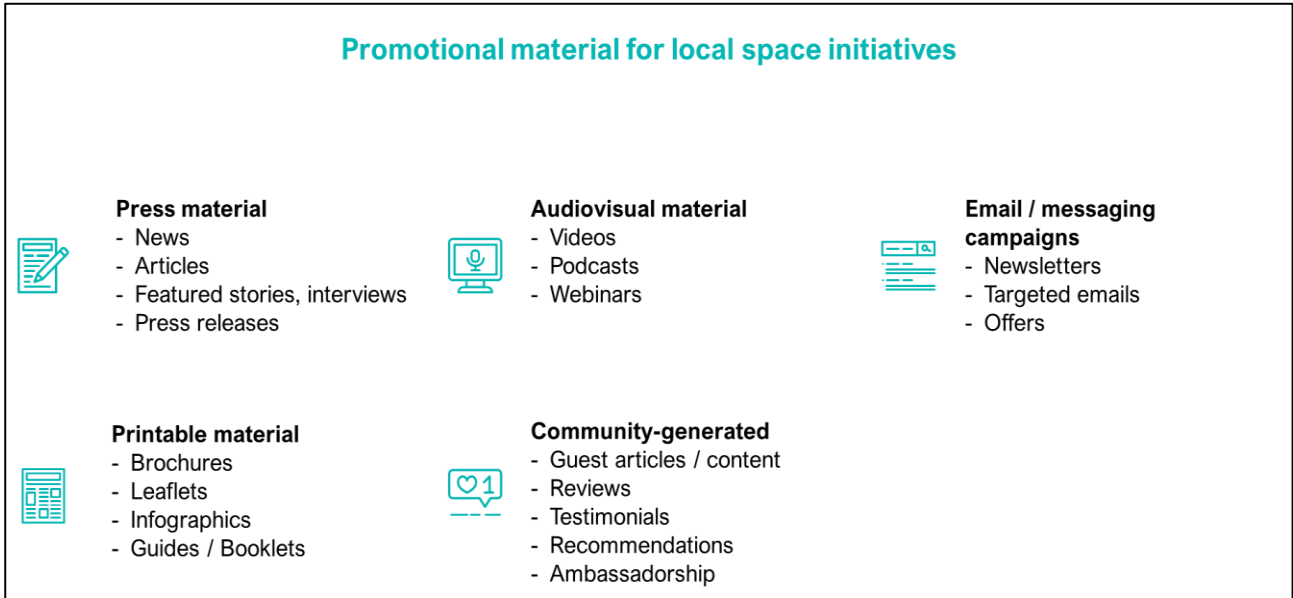 Promotional material for local space initiatives
Press material
- News
- Articles
- Featured stories, interviews
- Press releases
Audiovisual material
- Videos
- Podcasts
- Webinars
Email / messaging
campaigns
- Newsletters
- Targeted emails
- Offers
Printable material
- Brochures
- Leaflets
- Infographics
- Guides / Booklets
Community-generated
- Guest articles / content
- Reviews
- Testimonials
- Recommendations
- Ambassadorship
1